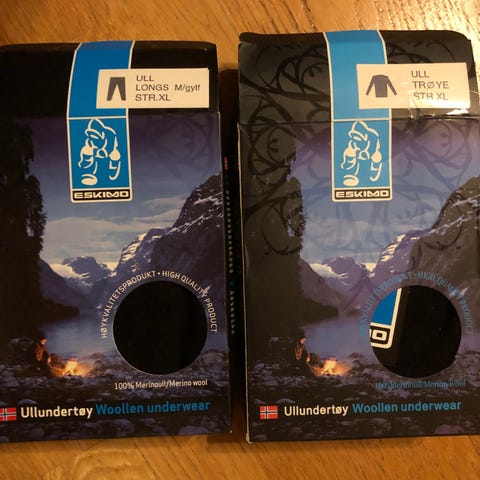 ULL
LONGS M/gylf
STR.XL
ESKIMO
HØYKVALITETSPRODUKT • HIGH QUALITY PRODUCT
100% Merinoull/Merino wool
Ullundertøy Woollen underwear
ULL
TRØYE
STR.XL
ESKIMO
HØYKVALITETSPRODUKT • HIGH QUALITY PRODUCT
MO
100% Merinoull/Merino wool
Ullundertøy Woollen underwear